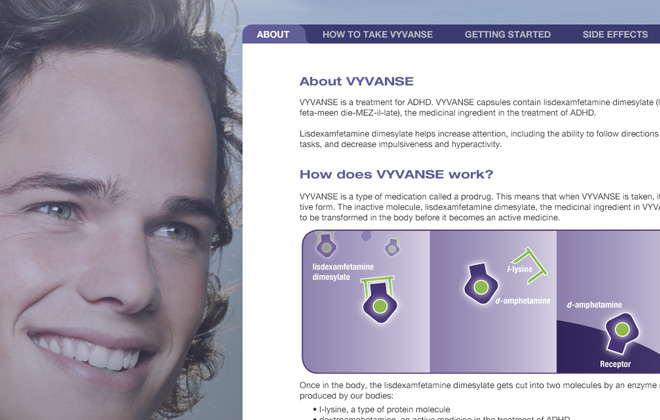 ABOUT HOW TO TAKE VYVANSE GETTING STARTED SIDE EFFECTS
About VYVANSE
VYVANSE is a treatment for ADHD. VYVANSE capsules contain lisdexamfetamine dimesylate (l
feta-meen die-MEZ-il-late), the medicinal ingredient in the treatment of ADHD.
Lisdexamfetamine dimesylate helps increase attention, including the ability to follow directions
tasks, and decrease impulsiveness and hyperactivity.
How does VYVANSE work?
VYVANSE is a type of medication called a prodrug. This means that when VYVANSE is taken, i
tive form. The inactive molecule, lisdexamfetamine dimesylate, the medicinal ingredient in VYVA
to be transformed in the body before it becomes an active medicine.
lisdexamfetamine
dimesylate
l-lysine
d-amphetamine
d-amphetamine
Receptor
Once in the body, the lisdexamfetamine dimesylate gets cut into two molecules by an enzyme
produced by our bodies:
• l-lysine, a type of protein molecule
• dextroamphetamine, an active medicine in the treatment of ADHD